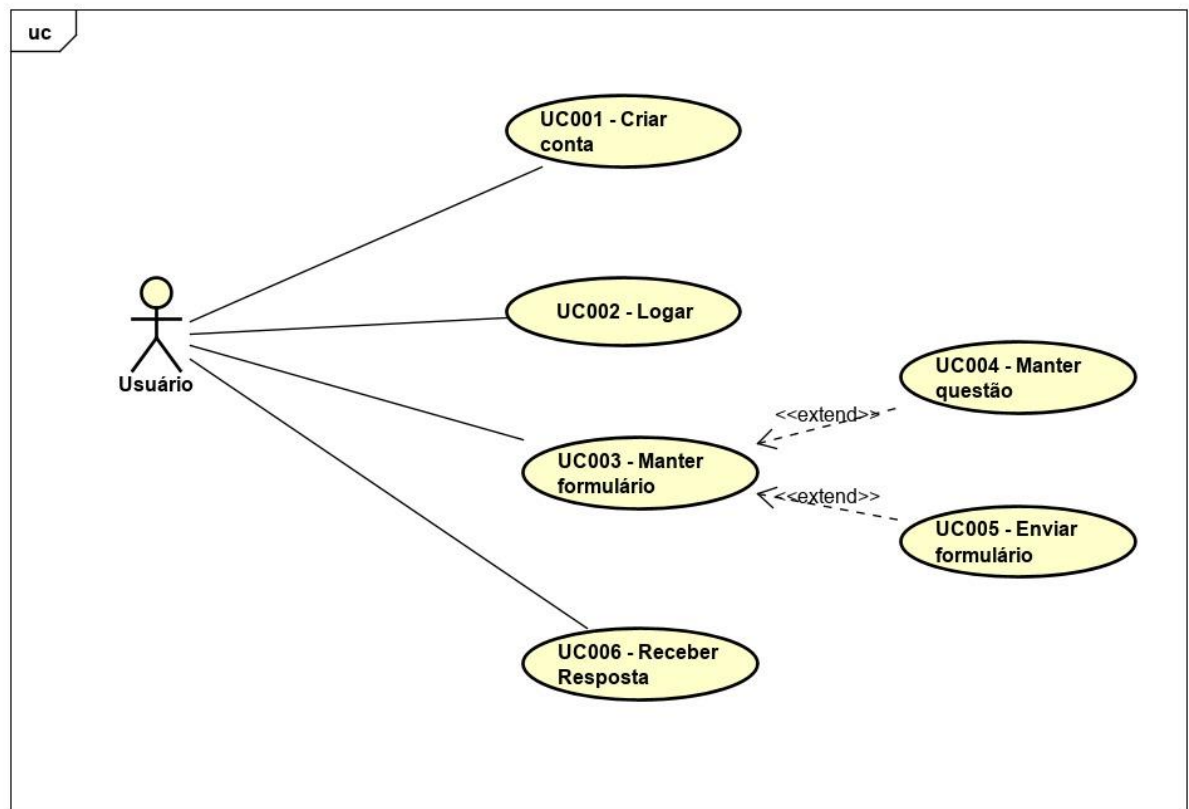 uc
UC001 - Criar
conta
UC002 - Logar
Usuário
UC004 - Manter
questão
<<extend>>
UC003 - Manter
formulário
<<extend>>
UC005 - Enviar
formulário
UC006 - Receber
Resposta